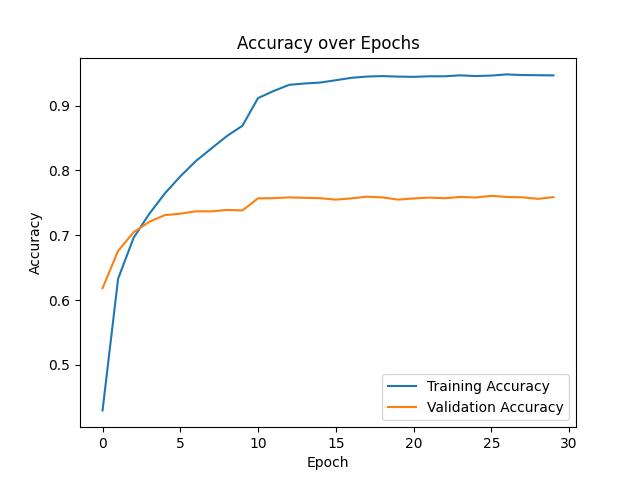 Accuracy over Epochs
Accuracy
0.9
0.8
0.7
0.6
0.5
Training Accuracy
Validation Accuracy
0 5 10 15 20 25 30
Epoch